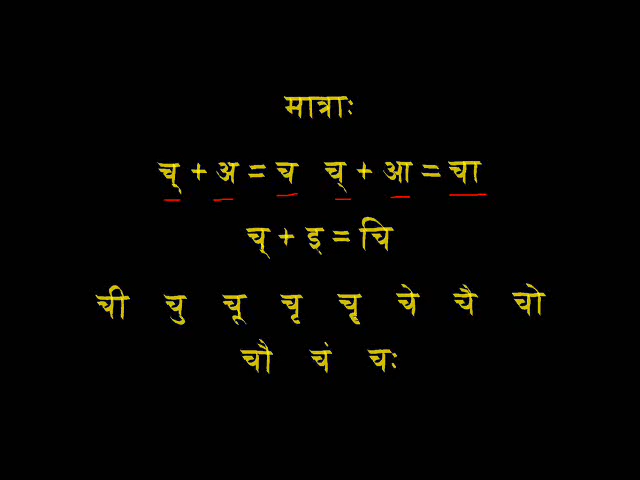 मात्राः
च् + अ = च च् + आ = चा
च् + इ = चि
ची चु चू चृ चॄ चे चै चो
चौ चं चः